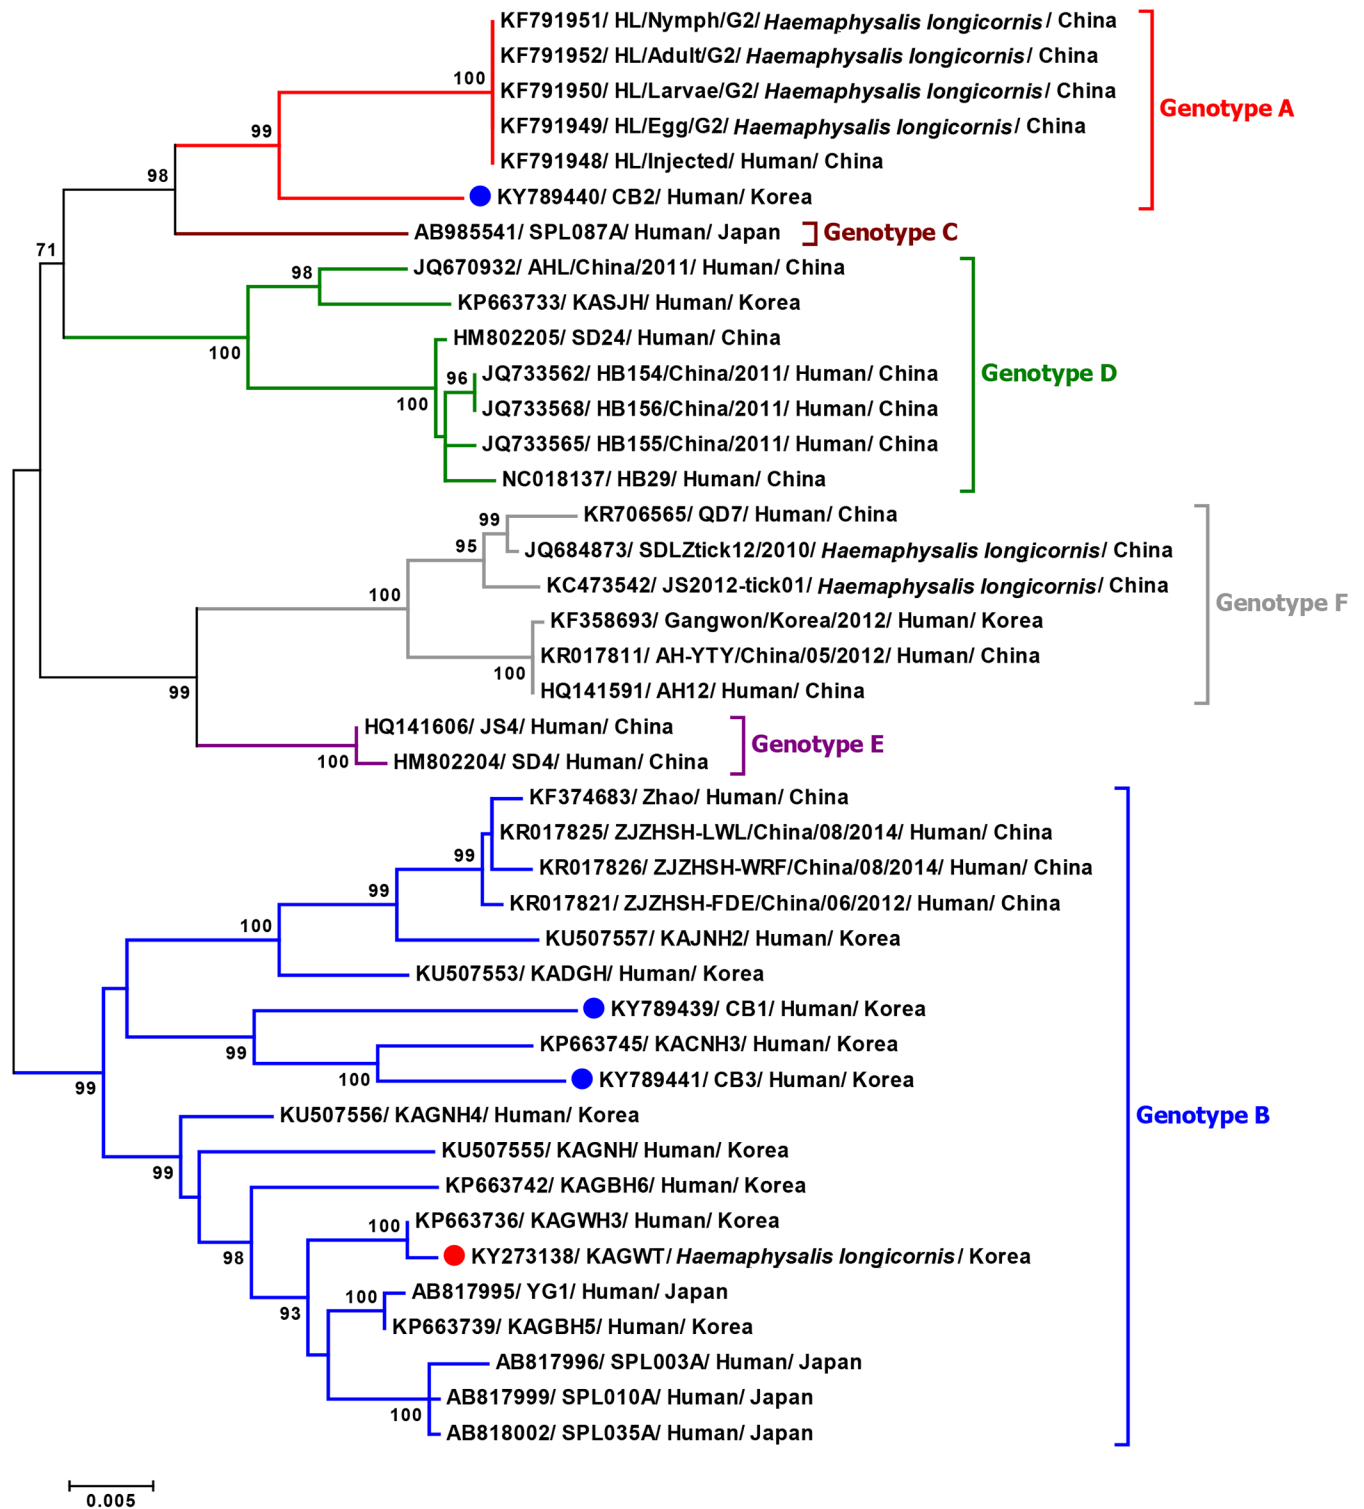 KF791951/ HL/Nymph/G2/ Haemaphysalis longicornis/ China
KF791952/ HL/Adult/G2/ Haemaphysalis longicornis/ China
100
KF791950/ HL/Larvae/G2/ Haemaphysalis longicornis/ China
Genotype A
KF791949/ HL/Egg/G2/ Haemaphysalis longicornis/ China
99
KF791948/ HL/Injected/ Human/ China
98
KY789440/ CB2/ Human/ Korea
AB985541/ SPL087A/ Human/ Japan
Genotype C
71
JQ670932/ AHL/China/2011/ Human/ China
98
KP663733/ KASJH/ Human/ Korea
HM802205/ SD24/ Human/ China
100
JQ733562/ HB154/China/2011/ Human/ China
96
Genotype D
100
JQ733568/ HB156/China/2011/ Human/ China
JQ733565/ HB155/China/2011/ Human/ China
NC018137/ HB29/ Human/ China
KR706565/ QD7/ Human/ China
99
95
JQ684873/ SDLZtick12/2010/ Haemaphysalis longicornis/ China
KC473542/ JS2012-tick01/ Haemaphysalis longicornis/ China
100
Genotype F
KF358693/ Gangwon/Korea/2012/ Human/ Korea
KR017811/ AH-YTY/China/05/2012/ Human/ China
100
HQ141591/ AH12/ Human/ China
99
HQ141606/ JS4/ Human/ China
Genotype E
100
HM802204/ SD4/ Human/ China
KF374683/ Zhao/ Human/ China
KR017825/ ZJZHSH-LWL/China/08/2014/ Human/ China
99
KR017826/ ZJZHSH-WRF/China/08/2014/ Human/ China
99
KR017821/ ZJZHSH-FDE/China/06/2012/ Human/ China
100
KU507557/ KAJNH2/ Human/ Korea
KU507553/ KADGH/ Human/ Korea
KY789439/ CB1/ Human/ Korea
99
KP663745/ KACNH3/ Human/ Korea
100
KY789441/ CB3/ Human/ Korea
99
KU507556/ KAGNH4/ Human/ Korea
Genotype B
KU507555/ KAGNH/ Human/ Korea
99
KP663742/ KAGBH6/ Human/ Korea
KP663736/ KAGWH3/ Human/ Korea
100
98
KY273138/ KAGWT/ Haemaphysalis longicornis/ Korea
AB817995/ YG1/ Human/ Japan
100
93
KP663739/ KAGBH5/ Human/ Korea
AB817996/ SPL003A/ Human/ Japan
AB817999/ SPL010A/ Human/ Japan
100
AB818002/ SPL035A/ Human/ Japan
0.005